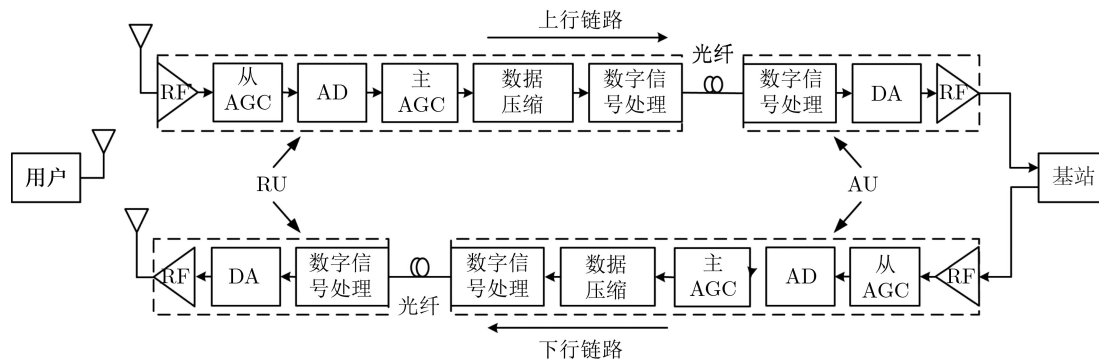 上行链路
光纤
RF
从
AGC
AD
主
AGC
数据
压缩
数字信
号处理
数字信
号处理
DA
RF
用户
RU
AU
基站
RF
DA
数字信
号处理
光纤
数字信
号处理
数据
压缩
主
AGC
AD
从
AGC
RF
下行链路